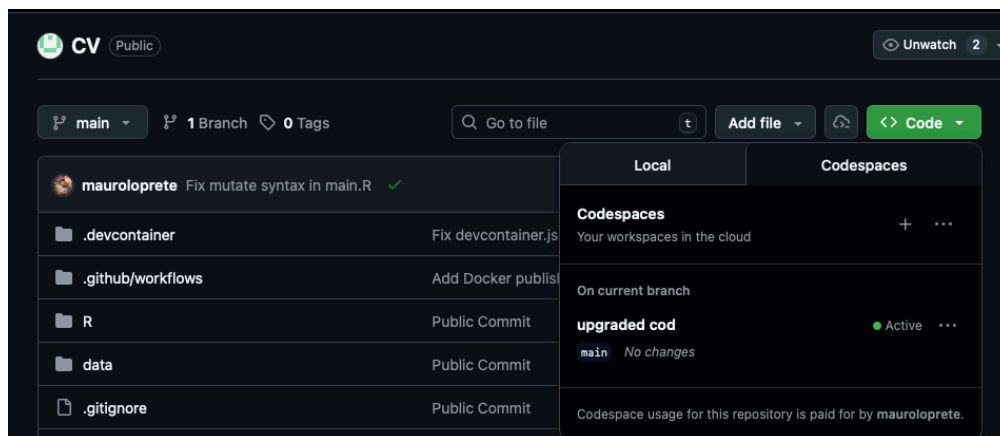 CV Public
Unwatch 2
main 1 Branch 0 Tags
Go to file t
Add file
Code
Local Codespaces
mauroloprete Fix mutate syntax in main.R
Codespaces
Your workspaces in the cloud
.devcontainer Fix devcontainer.js
.github/workflows Add Docker publis
On current branch
R Public Commit
upgraded cod Active
main No changes
data Public Commit
.gitignore Public Commit
Codespace usage for this repository is paid for by mauroloprete.